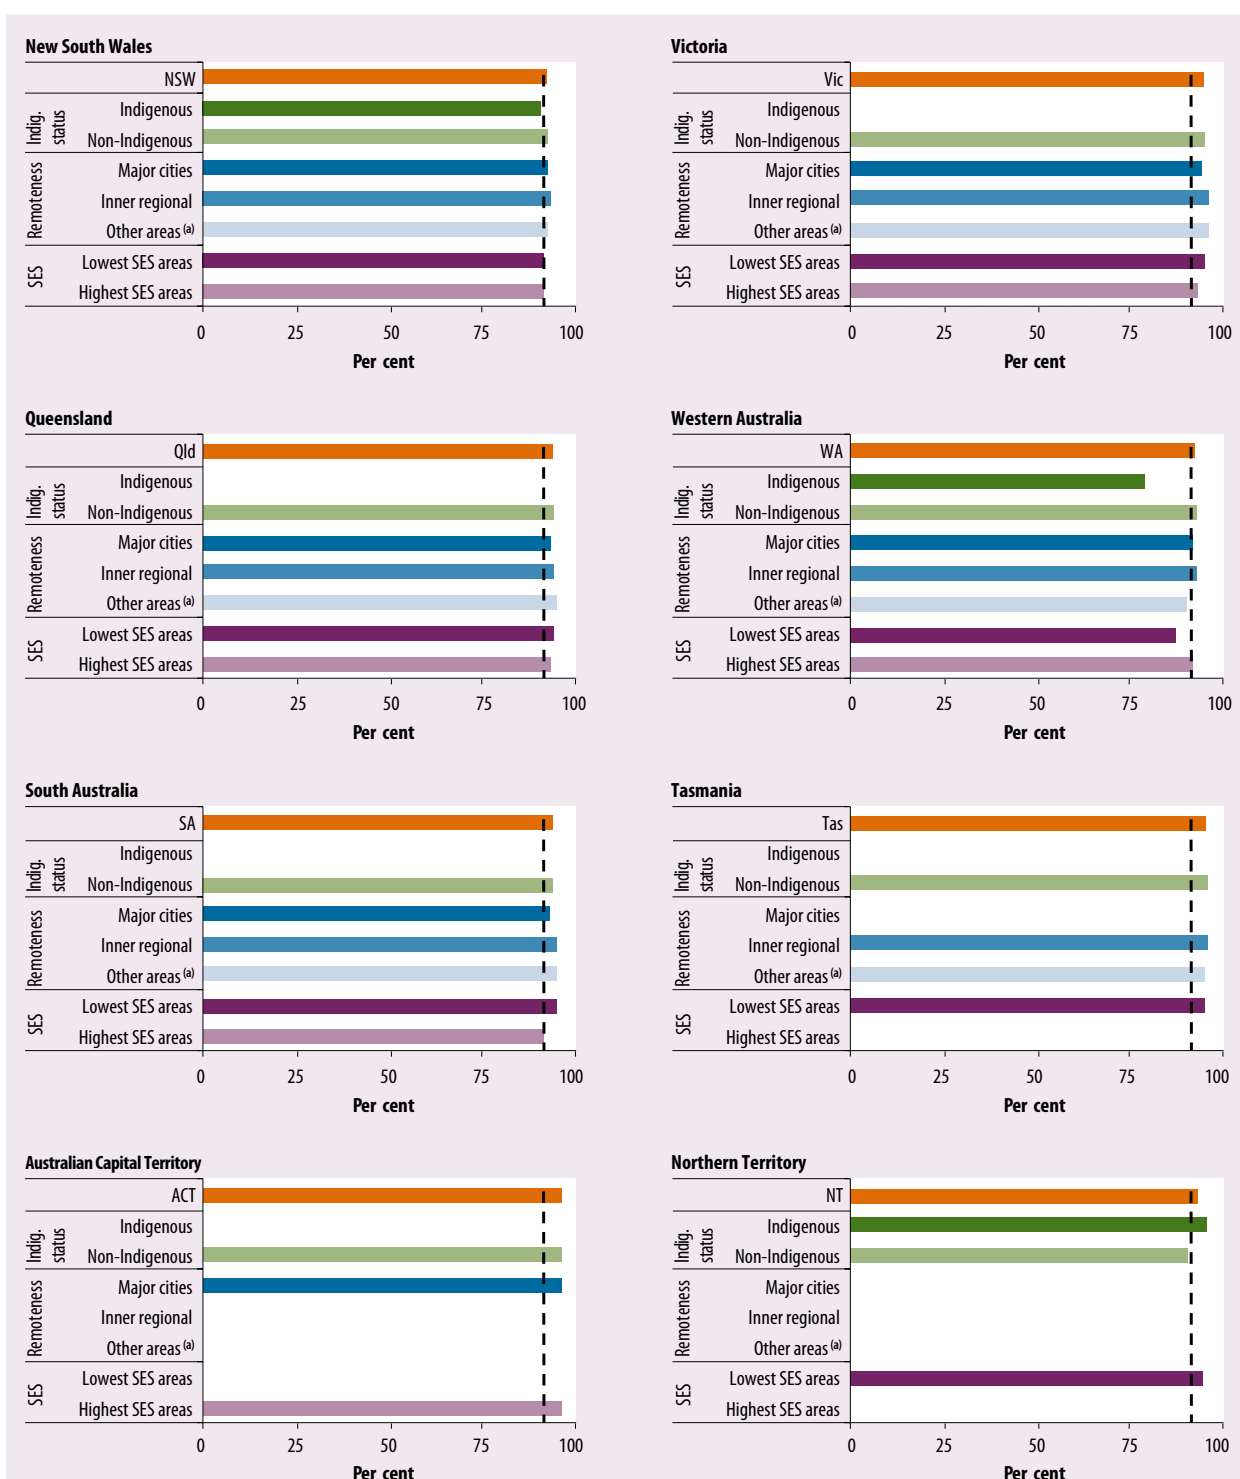 New South Wales
NSW
Indig. status
Indigenous
Non-Indigenous
Remoteness
Major cities
Inner regional
Other areas (a)
SES
Lowest SES areas
Highest SES areas
0 25 50 75 100
Per cent
Victoria
Vic
Indig. status
Indigenous
Non-Indigenous
Remoteness
Major cities
Inner regional
Other areas (a)
SES
Lowest SES areas
Highest SES areas
0 25 50 75 100
Per cent
Queensland
Qld
Indig. status
Indigenous
Non-Indigenous
Remoteness
Major cities
Inner regional
Other areas (a)
SES
Lowest SES areas
Highest SES areas
0 25 50 75 100
Per cent
Western Australia
WA
Indig. status
Indigenous
Non-Indigenous
Remoteness
Major cities
Inner regional
Other areas (a)
SES
Lowest SES areas
Highest SES areas
0 25 50 75 100
Per cent
South Australia
SA
Indig. status
Indigenous
Non-Indigenous
Remoteness
Major cities
Inner regional
Other areas (a)
SES
Lowest SES areas
Highest SES areas
0 25 50 75 100
Per cent
Tasmania
Tas
Indig. status
Indigenous
Non-Indigenous
Remoteness
Major cities
Inner regional
Other areas (a)
SES
Lowest SES areas
Highest SES areas
0 25 50 75 100
Per cent
Australian Capital Territory
ACT
Indig. status
Indigenous
Non-Indigenous
Remoteness
Major cities
Inner regional
Other areas (a)
SES
Lowest SES areas
Highest SES areas
0 25 50 75 100
Per cent
Northern Territory
NT
Indig. status
Indigenous
Non-Indigenous
Remoteness
Major cities
Inner regional
Other areas (a)
SES
Lowest SES areas
Highest SES areas
0 25 50 75 100
Per cent